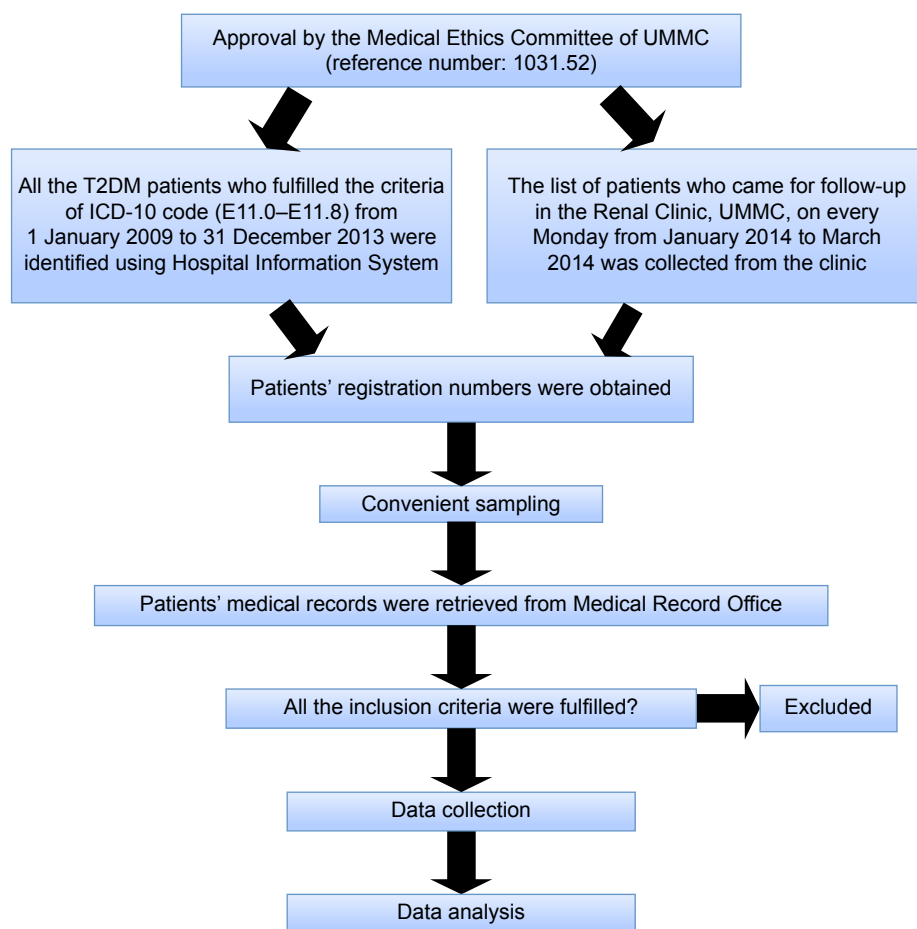 Approval by the Medical Ethics Committee of UMMC
(reference number: 1031.52)
All the T2DM patients who fulfilled the criteria
of ICD-10 code (E11.0–E11.8) from
1 January 2009 to 31 December 2013 were
identified using Hospital Information System
The list of patients who came for follow-up
in the Renal Clinic, UMMC, on every
Monday from January 2014 to March
2014 was collected from the clinic
Patients’ registration numbers were obtained
Convenient sampling
Patients’ medical records were retrieved from Medical Record Office
All the inclusion criteria were fulfilled?
Excluded
Data collection
Data analysis